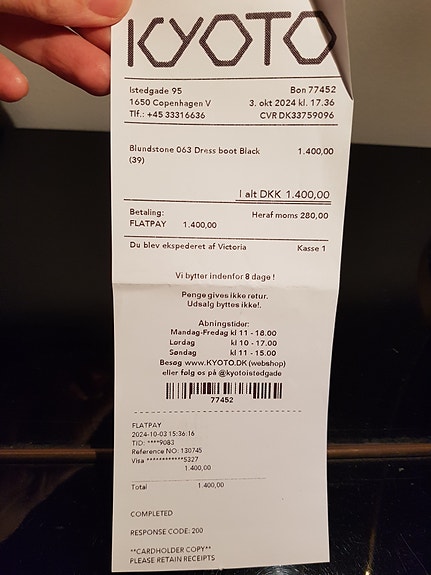 KYOTO
Istedgade 95 Bon 77452
1650 Copenhagen V 3. okt 2024 kl. 17.36
Tlf.: +45 33316636 CVR DK33759096
Blundstone 063 Dress boot Black 1.400,00
(39)
I alt DKK 1.400,00
Betaling: Heraf moms 280,00
FLATPAY 1.400,00
Du blev ekspederet af Victoria Kasse 1
Vi bytter indenfor 8 dage !
Penge gives ikke retur.
Udsalg byttes ikke!.
Åbningstider:
Mandag-Fredag kl 11 - 18.00
Lørdag kl 10 - 17.00
Søndag kl 11 - 15.00
Besøg www.KYOTO.DK (webshop)
eller følg os på @kyotoistedgade
77452
FLATPAY
2024-10-03 15:36:16
TID: ****9083
Reference NO: 130745
Visa ************5327
1.400,00
Total 1.400,00
COMPLETED
RESPONSE CODE: 200
**CARDHOLDER COPY**
PLEASE RETAIN RECEIPTS